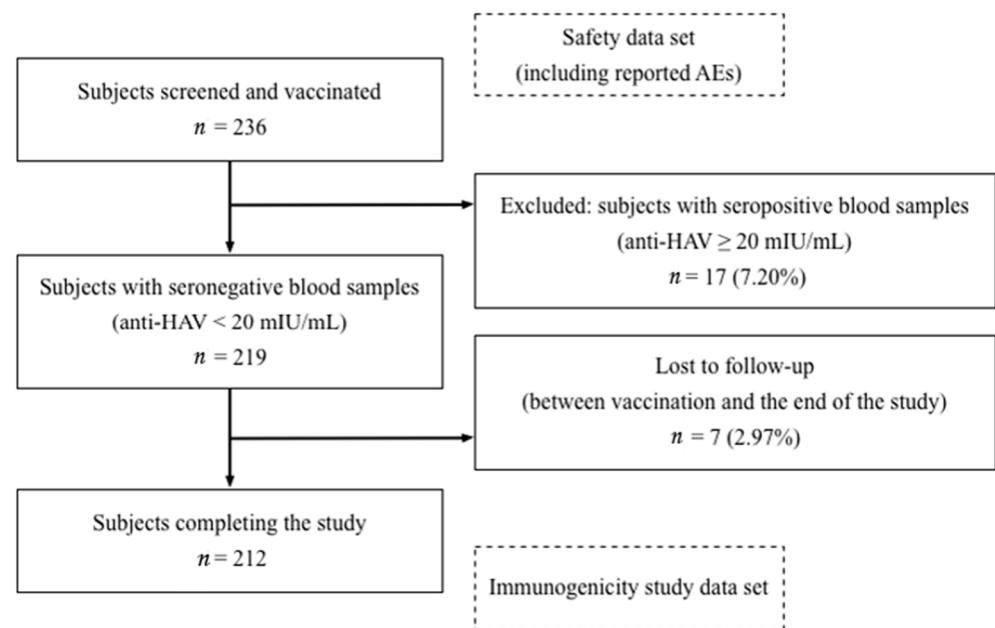 Safety data set
(including reported AEs)
Subjects screened and vaccinated
n = 236
Excluded: subjects with seropositive blood samples
(anti-HAV ≥ 20 mIU/mL)
n = 17 (7.20%)
Subjects with seronegative blood samples
(anti-HAV < 20 mIU/mL)
n = 219
Lost to follow-up
(between vaccination and the end of the study)
n = 7 (2.97%)
Subjects completing the study
n = 212
Immunogenicity study data set